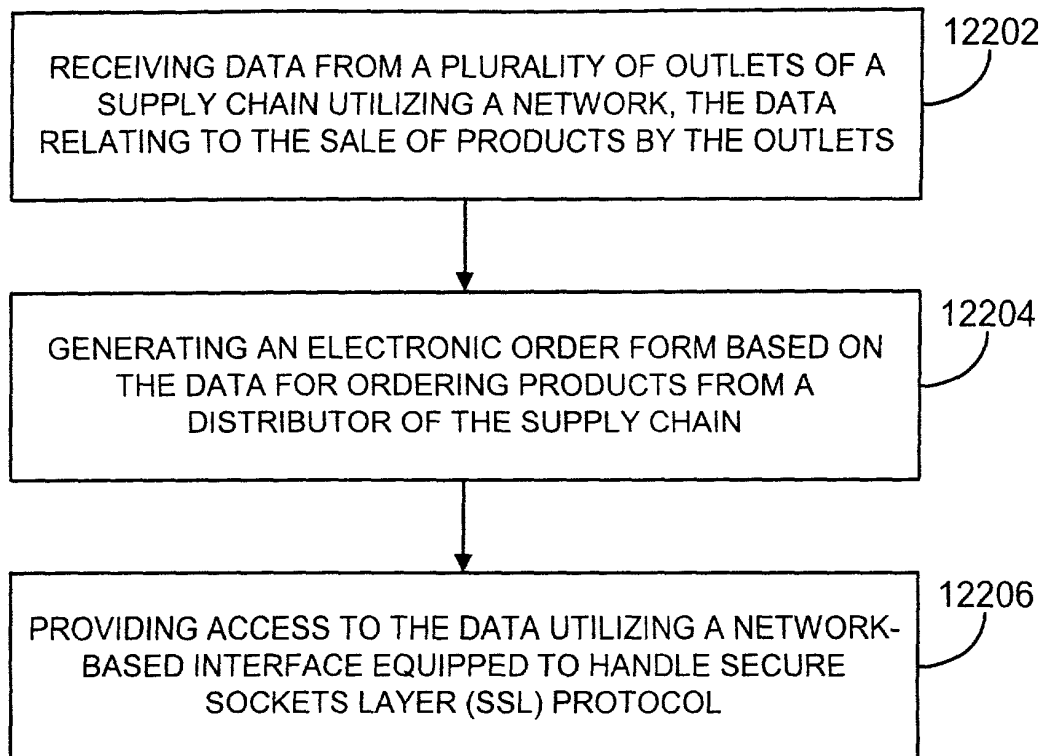 12202
RECEIVING DATA FROM A PLURALITY OF OUTLETS OF A
SUPPLY CHAIN UTILIZING A NETWORK, THE DATA
RELATING TO THE SALE OF PRODUCTS BY THE OUTLETS
12204
GENERATING AN ELECTRONIC ORDER FORM BASED ON
THE DATA FOR ORDERING PRODUCTS FROM A
DISTRIBUTOR OF THE SUPPLY CHAIN
12206
PROVIDING ACCESS TO THE DATA UTILIZING A NETWORK-
BASED INTERFACE EQUIPPED TO HANDLE SECURE
SOCKETS LAYER (SSL) PROTOCOL